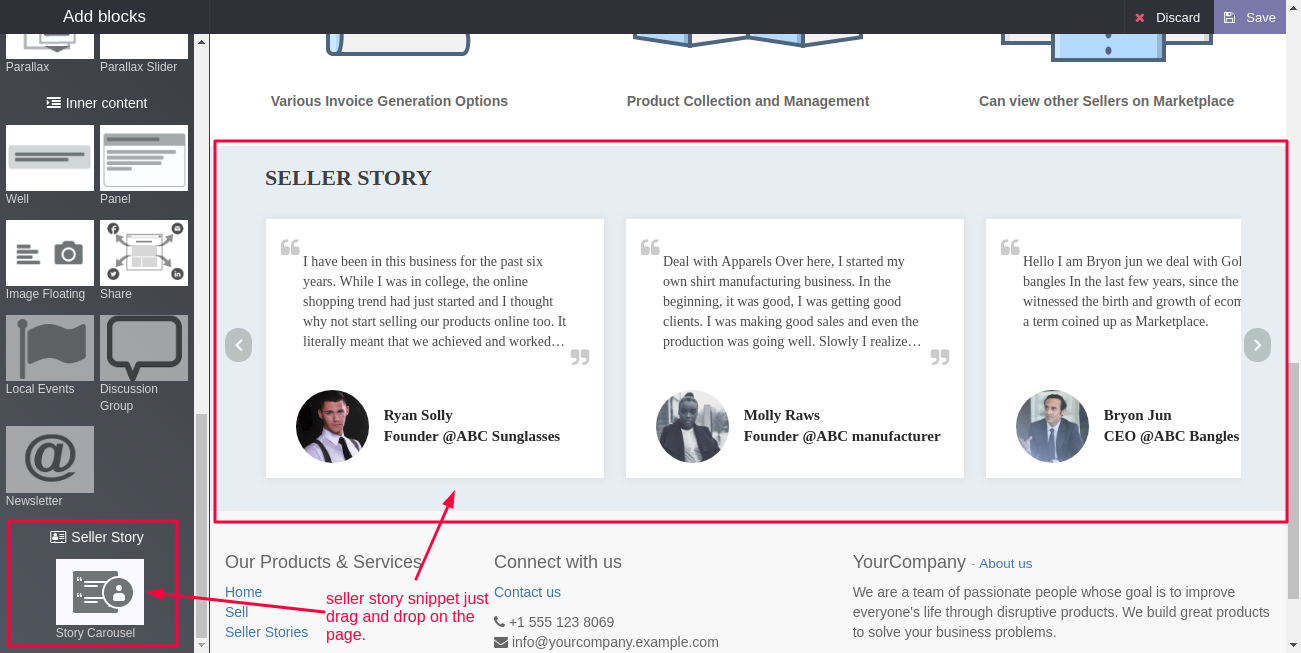 Add blocks
Discard
Save
Parallax
Parallax Slider
Inner content
Well
Panel
Image Floating
Share
Local Events
Discussion
Group
Newsletter
Seller Story
Story Carousel
Various Invoice Generation Options
Product Collection and Management
Can view other Sellers on Marketplace
SELLER STORY
I have been in this business for the past six
years. While I was in college, the online
shopping trend had just started and I thought
why not start selling our products online too. It
literally meant that we achieved and worked…
Ryan Solly
Founder @ABC Sunglasses
Deal with Apparels Over here, I started my
own shirt manufacturing business. In the
beginning, it was good, I was getting good
clients. I was making good sales and even the
production was going well. Slowly I realize…
Molly Raws
Founder @ABC manufacturer
Hello I am Bryon jun we deal with
bangles In the last few years, since the
witnessed the birth and growth of
a term coined up as Marketplace.
Bryon Jun
CEO @ABC Bangles
seller story snippet just
drag and drop on the
page.
Our Products & Services
Home
Sell
Seller Stories
Connect with us
Contact us
+1 555 123 8069
info@yourcompany.example.com
YourCompany - About us
We are a team of passionate people whose goal is to improve
everyone's life through disruptive products. We build great products
to solve your business problems.